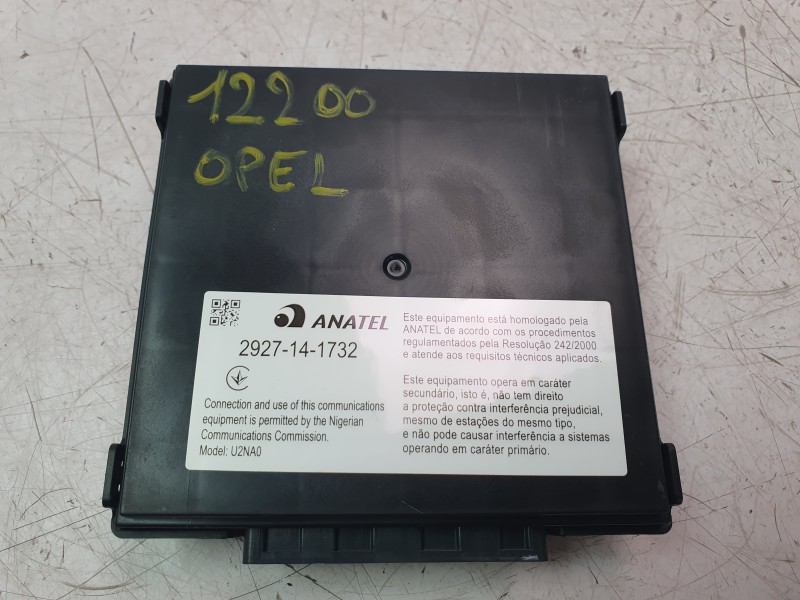 12200
OPEL
ANATEL
2927-14-1732
Connection and use of this communications
equipment is permitted by the Nigerian
Communications Commission.
Model: U2NA0
Este equipamento está homologado pela
ANATEL de acordo com os procedimentos
regulamentados pela Resolução 242/2000
e atende aos requisitos técnicos aplicados.
Este equipamento opera em caráter
secundário, isto é, não tem direito
a proteção contra interferência prejudicial,
mesmo de estações do mesmo tipo,
e não pode causar interferência a sistemas
operando em caráter primário.